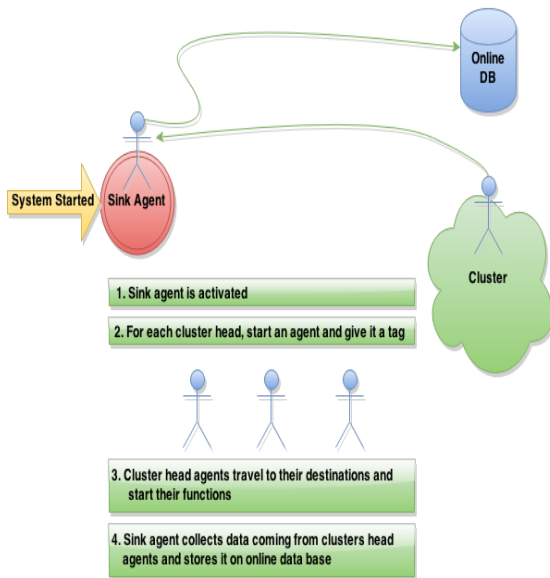 Online
DB
System Started
Sink Agent
Cluster
1. Sink agent is activated
2. For each cluster head, start an agent and give it a tag
3. Cluster head agents travel to their destinations and
start their functions
4. Sink agent collects data coming from clusters head
agents and stores it on online data base